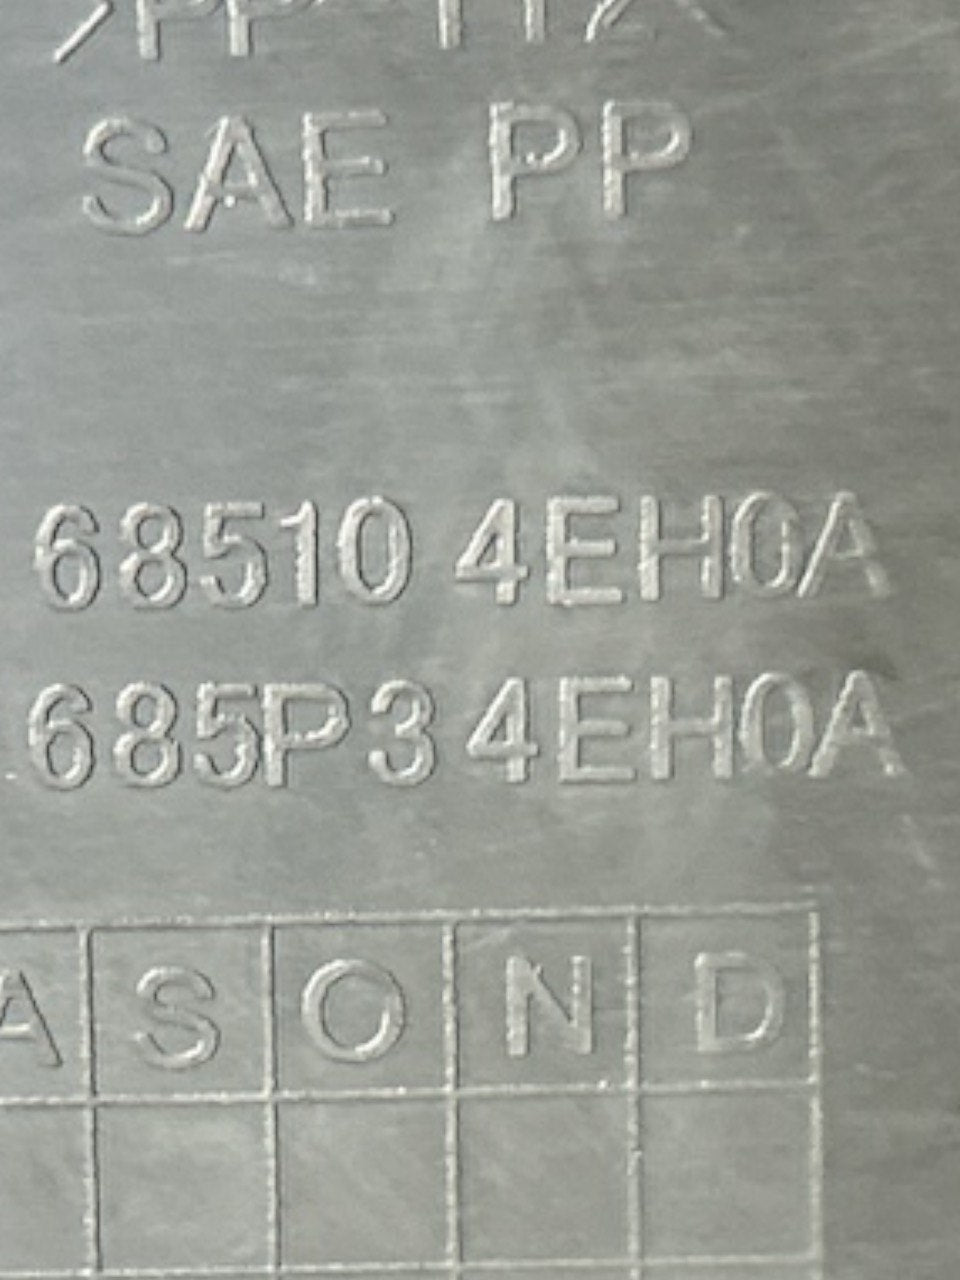 SAE PP
68510 4EH0A
685P3 4EH0A
A S O N D